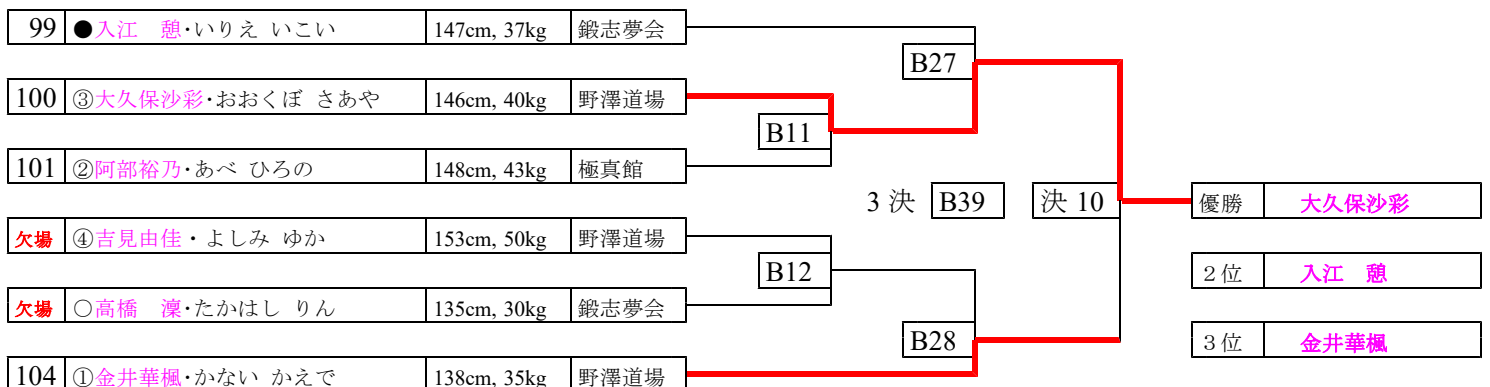 99 ●入江　憩･いりえ いこい 147cm, 37kg 鍛志夢会
B27
100 ③大久保沙彩･おおくぼ さあや 146cm, 40kg 野澤道場
B11
101 ②阿部裕乃･あべ ひろの 148cm, 43kg 極真館
3 決 B39 決 10 優勝 大久保沙彩
欠場 ④吉見由佳・よしみ ゆか 153cm, 50kg 野澤道場
B12 ２位 入江　憩
欠場 ○高橋　凜･たかはし りん 135cm, 30kg 鍛志夢会
B28 ３位 金井華楓
104 ①金井華楓･かない かえで 138cm, 35kg 野澤道場